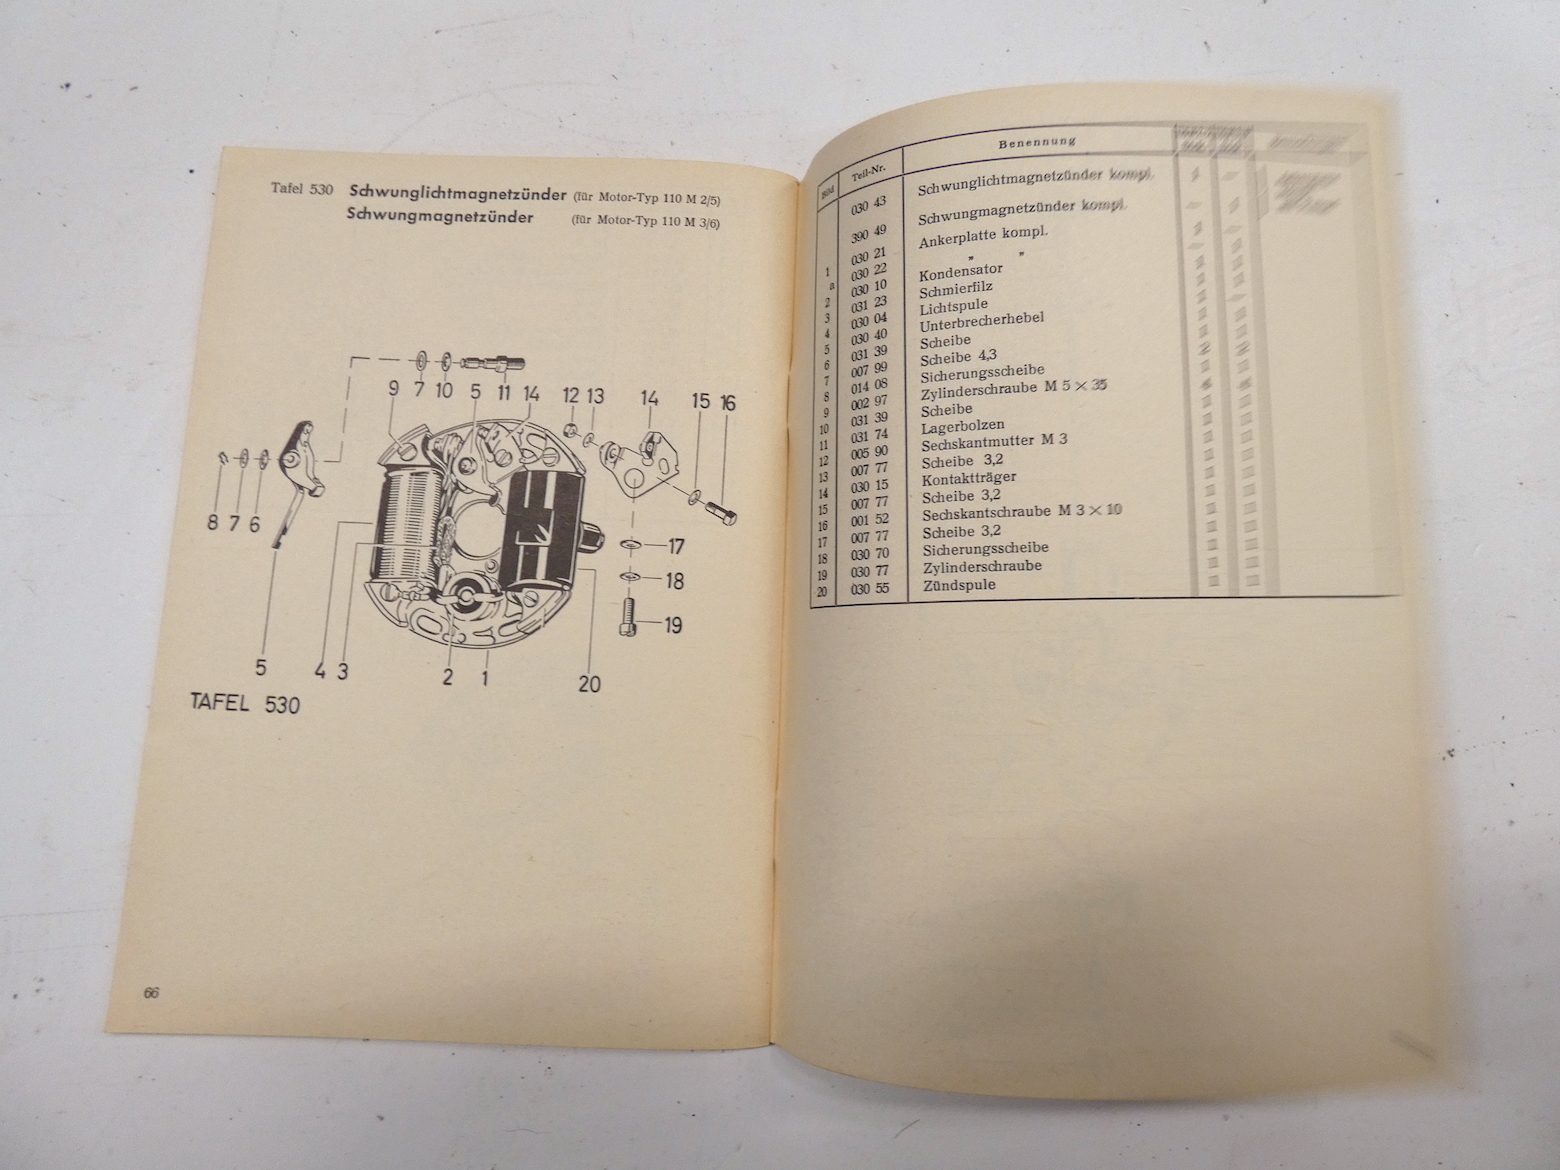 Tafel 530 Schwunglichtmagnetzünder (für Motor-Typ 110 M 2/5)
Schwungmagnetzünder (für Motor-Typ 110 M 3/6)
9 7 10 5 11 14 12 13 14 15 16
8 7 6
17
18
19
5 4 3 2 1 20
TAFEL 530
66
Bild Teil-Nr. Benennung
030 43 Schwunglichtmagnetzünder kompl.
390 49 Schwungmagnetzünder kompl.
1 030 21 Ankerplatte kompl.
a 030 22 „ „
2 030 10 Kondensator
3 031 23 Schmierfilz
4 030 04 Lichtspule
5 030 40 Unterbrecherhebel
6 031 39 Scheibe
7 007 99 Scheibe 4,3
8 014 08 Sicherungsscheibe
9 002 97 Zylinderschraube M 5 × 35
10 031 39 Scheibe
11 031 74 Lagerbolzen
12 005 90 Sechskantmutter M 3
13 007 77 Scheibe 3,2
14 030 15 Kontaktträger
15 007 77 Scheibe 3,2
16 001 52 Sechskantschraube M 3 × 10
17 007 77 Scheibe 3,2
18 030 70 Sicherungsscheibe
19 030 77 Zylinderschraube
20 030 55 Zündspule